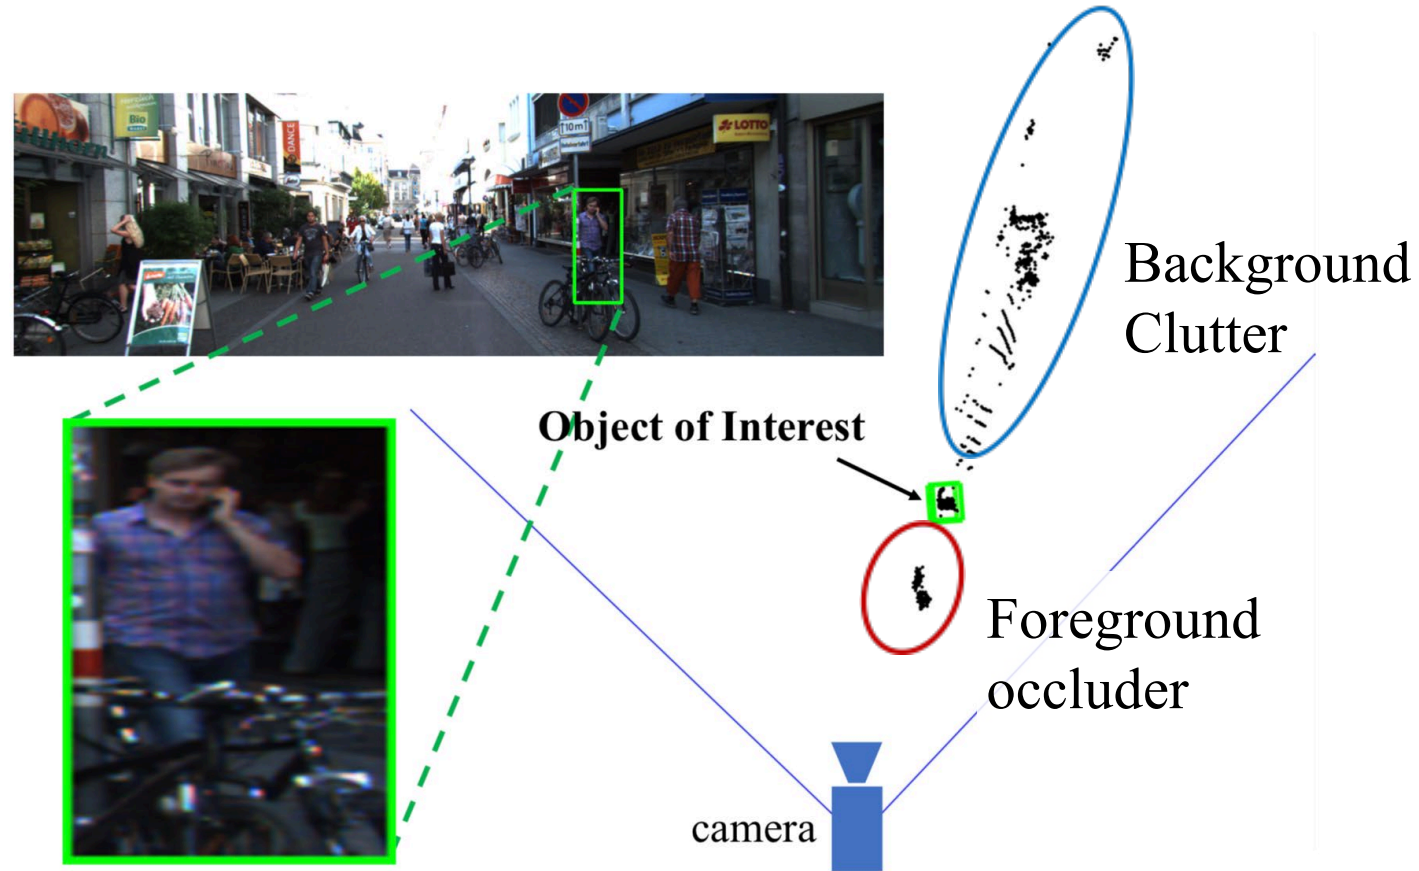 Bio
DANCE
10m
LOTTO
Background
Clutter
Object of Interest
Foreground
occluder
camera